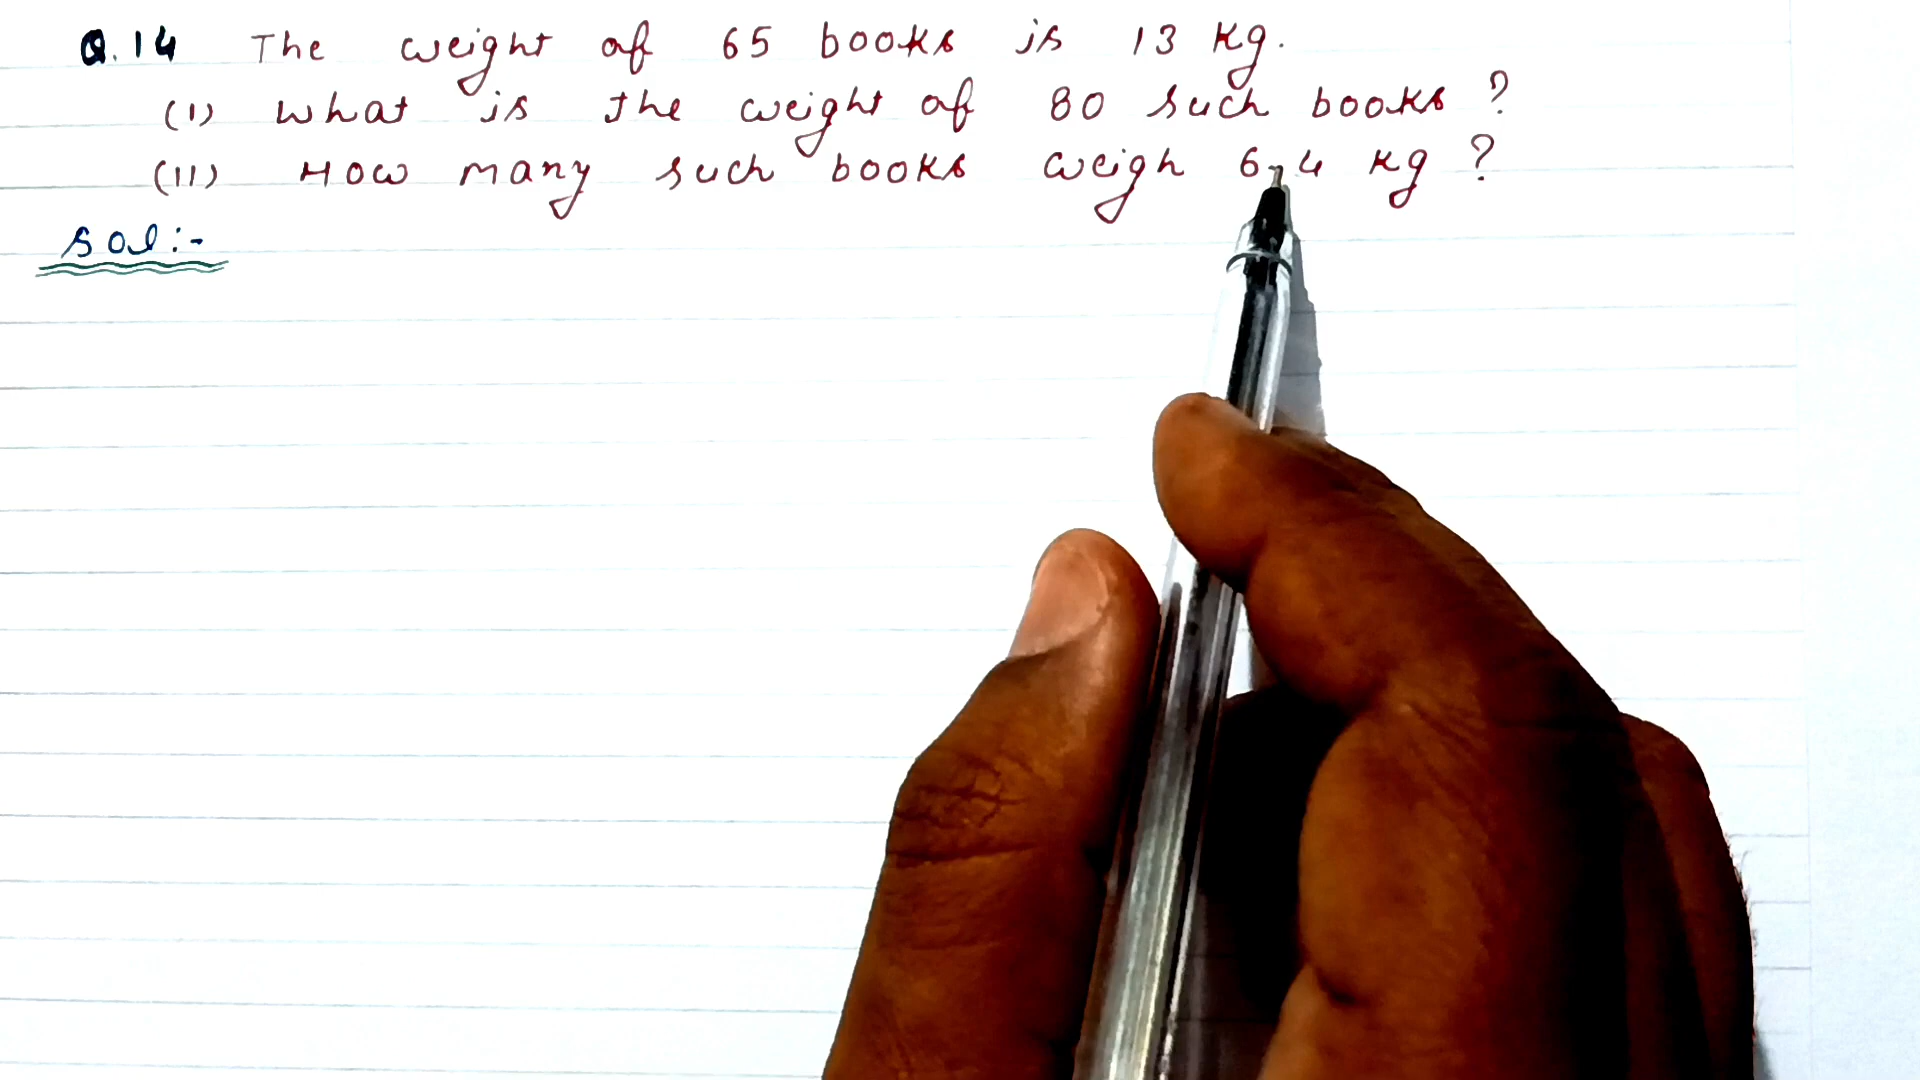 Q.14 The weight of 65 books is 13 kg.
(I) What is the weight of 80 such books ?
(II) How many such books weigh 6.4 kg ?
Sol:-